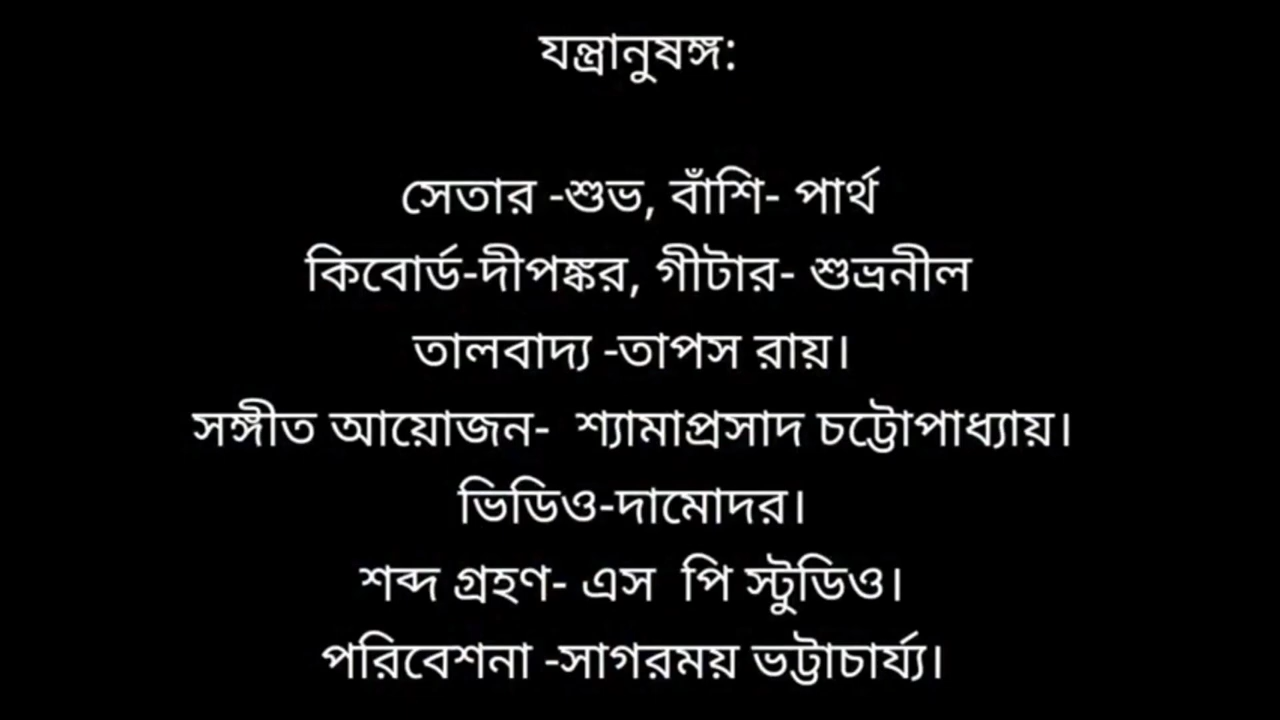 যন্ত্রানুষঙ্গ:
সেতার -শুভ, বাঁশি- পার্থ
কিবোর্ড-দীপঙ্কর, গীটার- শুভ্রনীল
তালবাদ্য -তাপস রায়।
সঙ্গীত আয়োজন-  শ্যামাপ্রসাদ চট্টোপাধ্যায়।
ভিডিও-দামোদর।
শব্দ গ্রহণ- এস  পি স্টুডিও।
পরিবেশনা -সাগরময় ভট্টাচার্য্য।